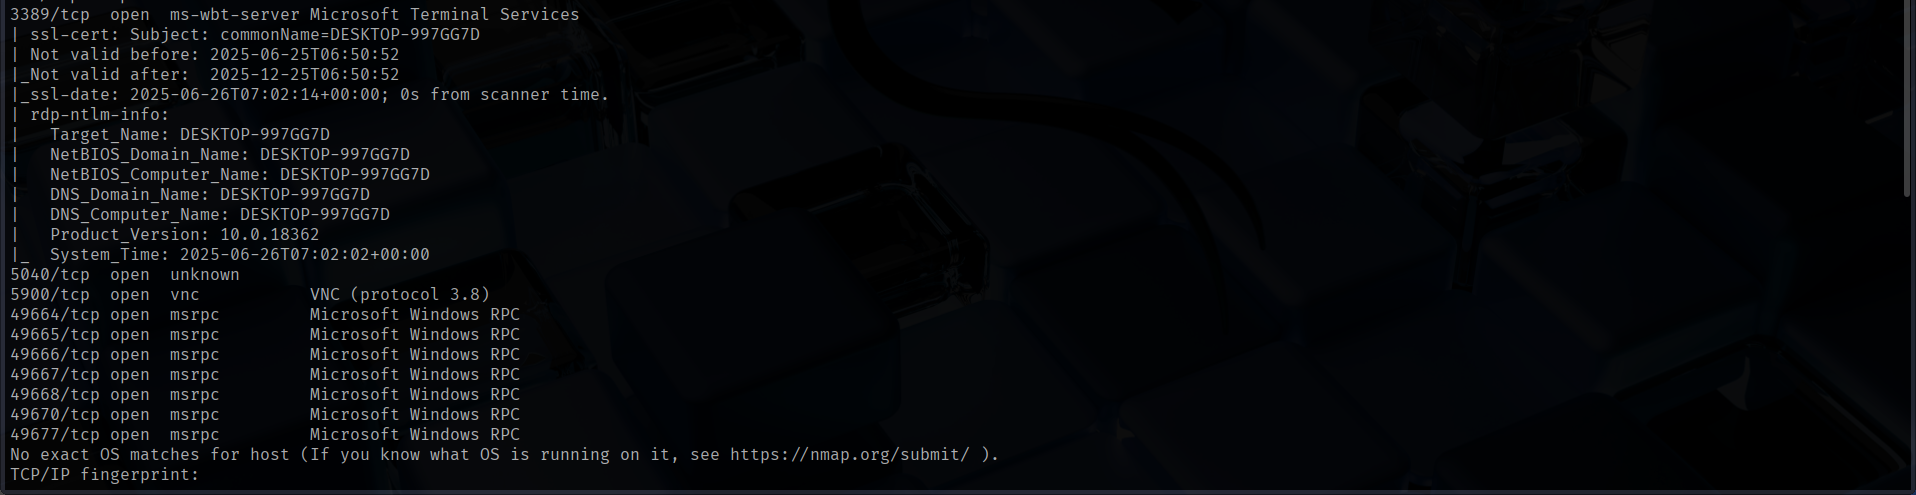 3389/tcp  open  ms-wbt-server Microsoft Terminal Services
| ssl-cert: Subject: commonName=DESKTOP-997GG7D
| Not valid before: 2025-06-25T06:50:52
|_Not valid after:  2025-12-25T06:50:52
|_ssl-date: 2025-06-26T07:02:14+00:00; 0s from scanner time.
| rdp-ntlm-info:
|   Target_Name: DESKTOP-997GG7D
|   NetBIOS_Domain_Name: DESKTOP-997GG7D
|   NetBIOS_Computer_Name: DESKTOP-997GG7D
|   DNS_Domain_Name: DESKTOP-997GG7D
|   DNS_Computer_Name: DESKTOP-997GG7D
|   Product_Version: 10.0.18362
|_  System_Time: 2025-06-26T07:02:02+00:00
5040/tcp  open  unknown
5900/tcp  open  vnc           VNC (protocol 3.8)
49664/tcp open  msrpc         Microsoft Windows RPC
49665/tcp open  msrpc         Microsoft Windows RPC
49666/tcp open  msrpc         Microsoft Windows RPC
49667/tcp open  msrpc         Microsoft Windows RPC
49668/tcp open  msrpc         Microsoft Windows RPC
49670/tcp open  msrpc         Microsoft Windows RPC
49677/tcp open  msrpc         Microsoft Windows RPC
No exact OS matches for host (If you know what OS is running on it, see https://nmap.org/submit/ ).
TCP/IP fingerprint: